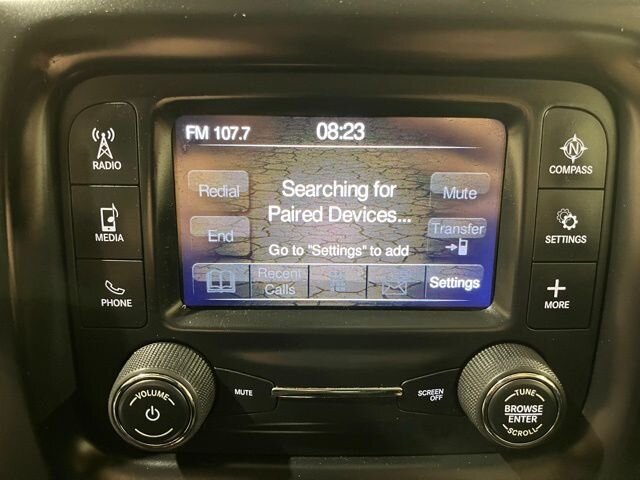 FM 107.7 08:23
Redial
Searching for
Paired Devices...
Mute
End
Transfer
Go to "Settings" to add
Recent
Calls
Settings
RADIO
MEDIA
PHONE
N
COMPASS
SETTINGS
MORE
VOLUME
MUTE
SCREEN
OFF
TUNE
BROWSE
ENTER
SCROLL